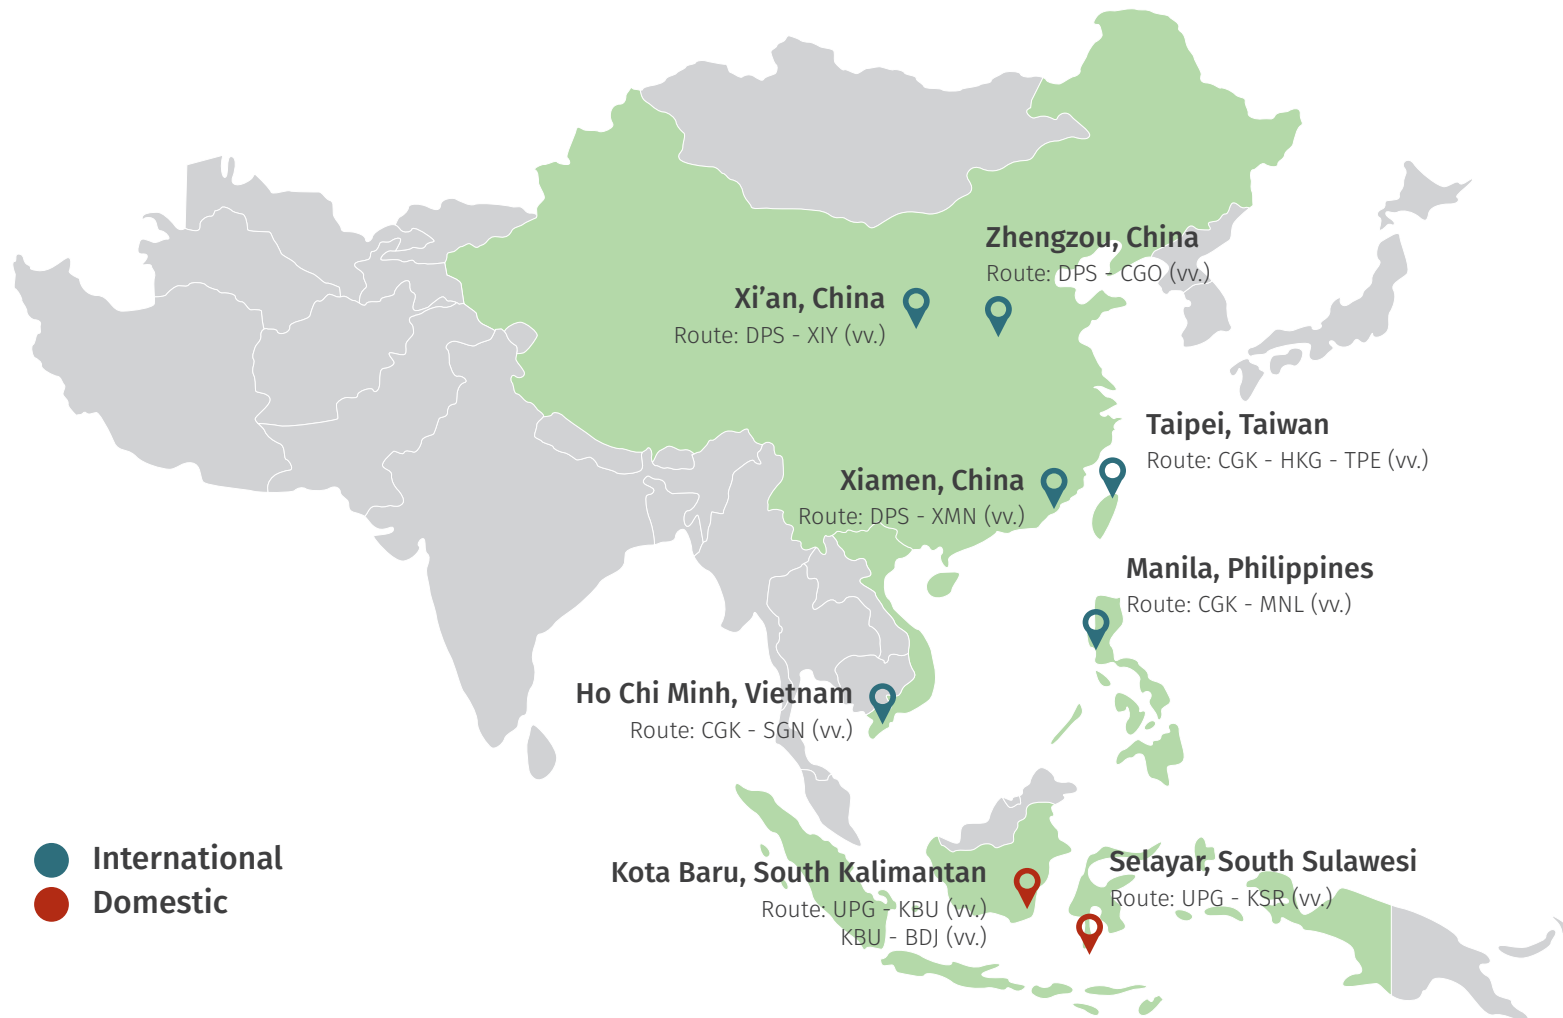 Zhengzou, China
Route: DPS - CGO (vv.)
Xi’an, China
Route: DPS - XIY (vv.)
Taipei, Taiwan
Route: CGK - HKG - TPE (vv.)
Xiamen, China
Route: DPS - XMN (vv.)
Manila, Philippines
Route: CGK - MNL (vv.)
Ho Chi Minh, Vietnam
Route: CGK - SGN (vv.)
Kota Baru, South Kalimantan
Route: UPG - KBU (vv.)
KBU - BDJ (vv.)
Selayar, South Sulawesi
Route: UPG - KSR (vv.)
International
Domestic